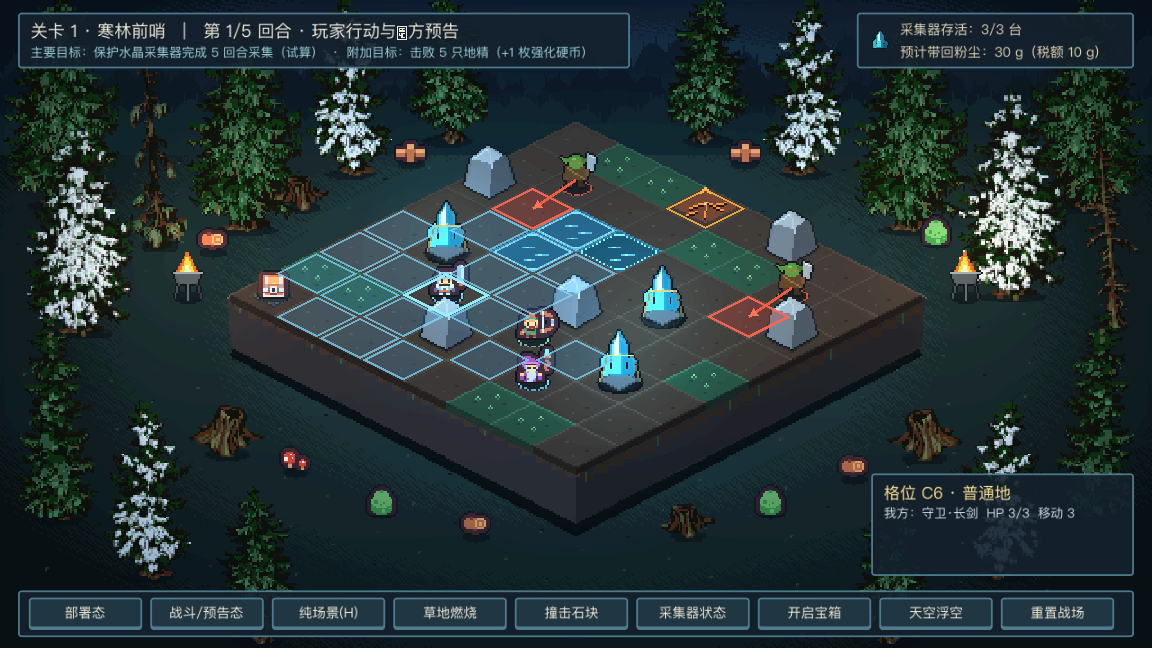 关卡 1 · 寒林前哨 ｜ 第 1/5 回合 · 玩家行动与方预告
主要目标：保护水晶采集器完成 5 回合采集（试算） · 附加目标：击败 5 只地精（+1 枚强化硬币）
采集器存活：3/3 台
预计带回粉尘：30 g（税额 10 g）
格位 C6 · 普通地
我方：守卫·长剑 HP 3/3 移动 3
部署态
战斗/预告态
纯场景(H)
草地燃烧
撞击石块
采集器状态
开启宝箱
天空浮空
重置战场